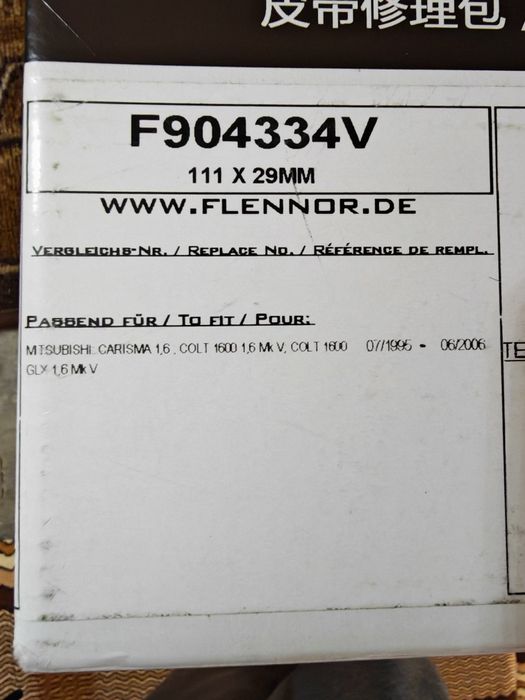 皮带修理包
F904334V
111 X 29MM
WWW.FLENNOR.DE
VERGLEICHS-NR. / REPLACE NO. / RÉFÉRENCE DE REMPL.
PASSEND FÜR / TO FIT / POUR:
MITSUBISHI: CARISMA 1,6 , COLT 1600 1,6 Mk V, COLT 1600 07/1995 - 06/2006
GLX 1,6 Mk V
TE